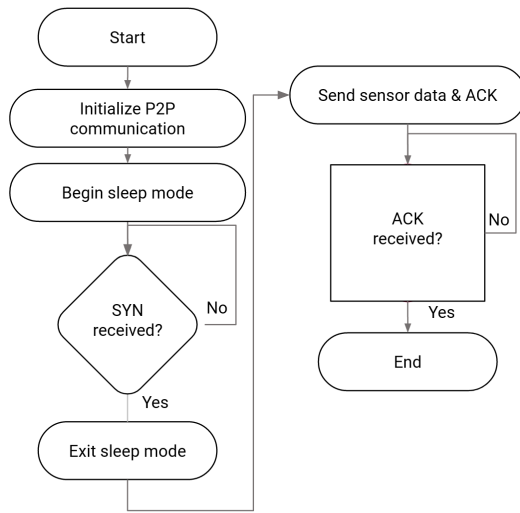 Start
Initialize P2P
communication
Begin sleep mode
SYN
received?
No
Yes
Exit sleep mode
Send sensor data & ACK
ACK
received?
No
Yes
End